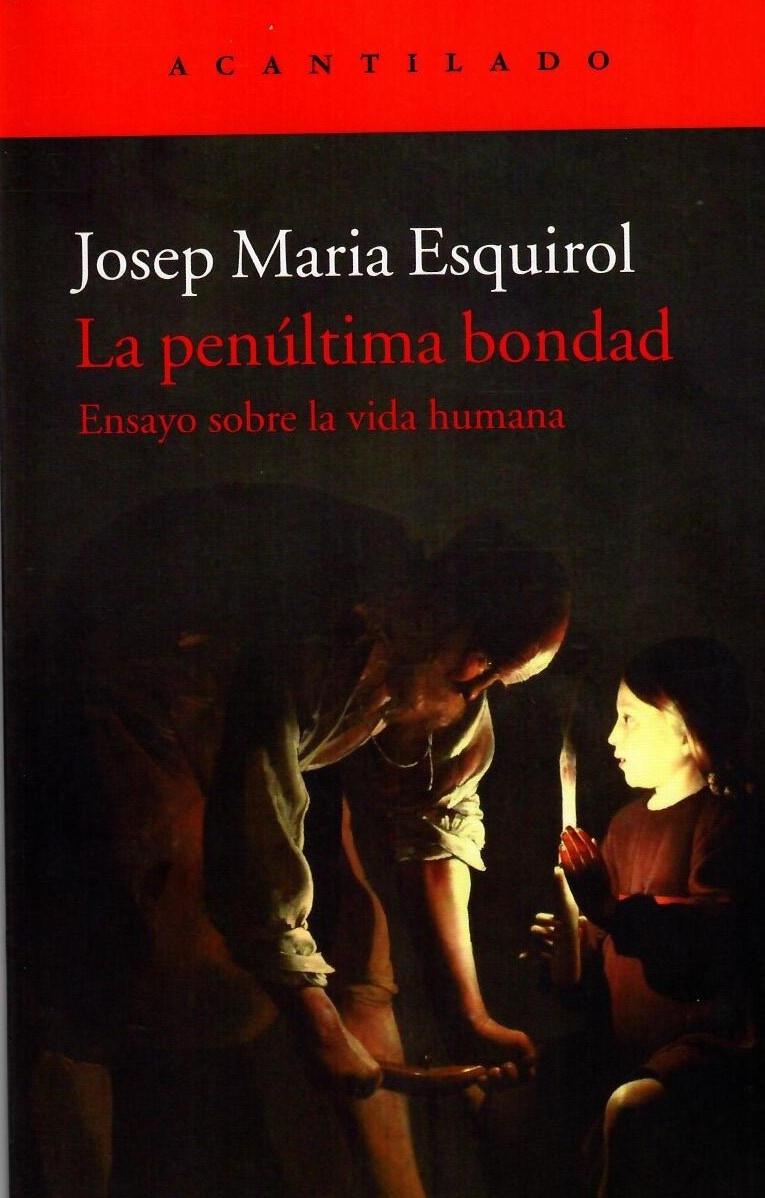 ACANTILADO
Josep Maria Esquirol
La penúltima bondad
Ensayo sobre la vida humana